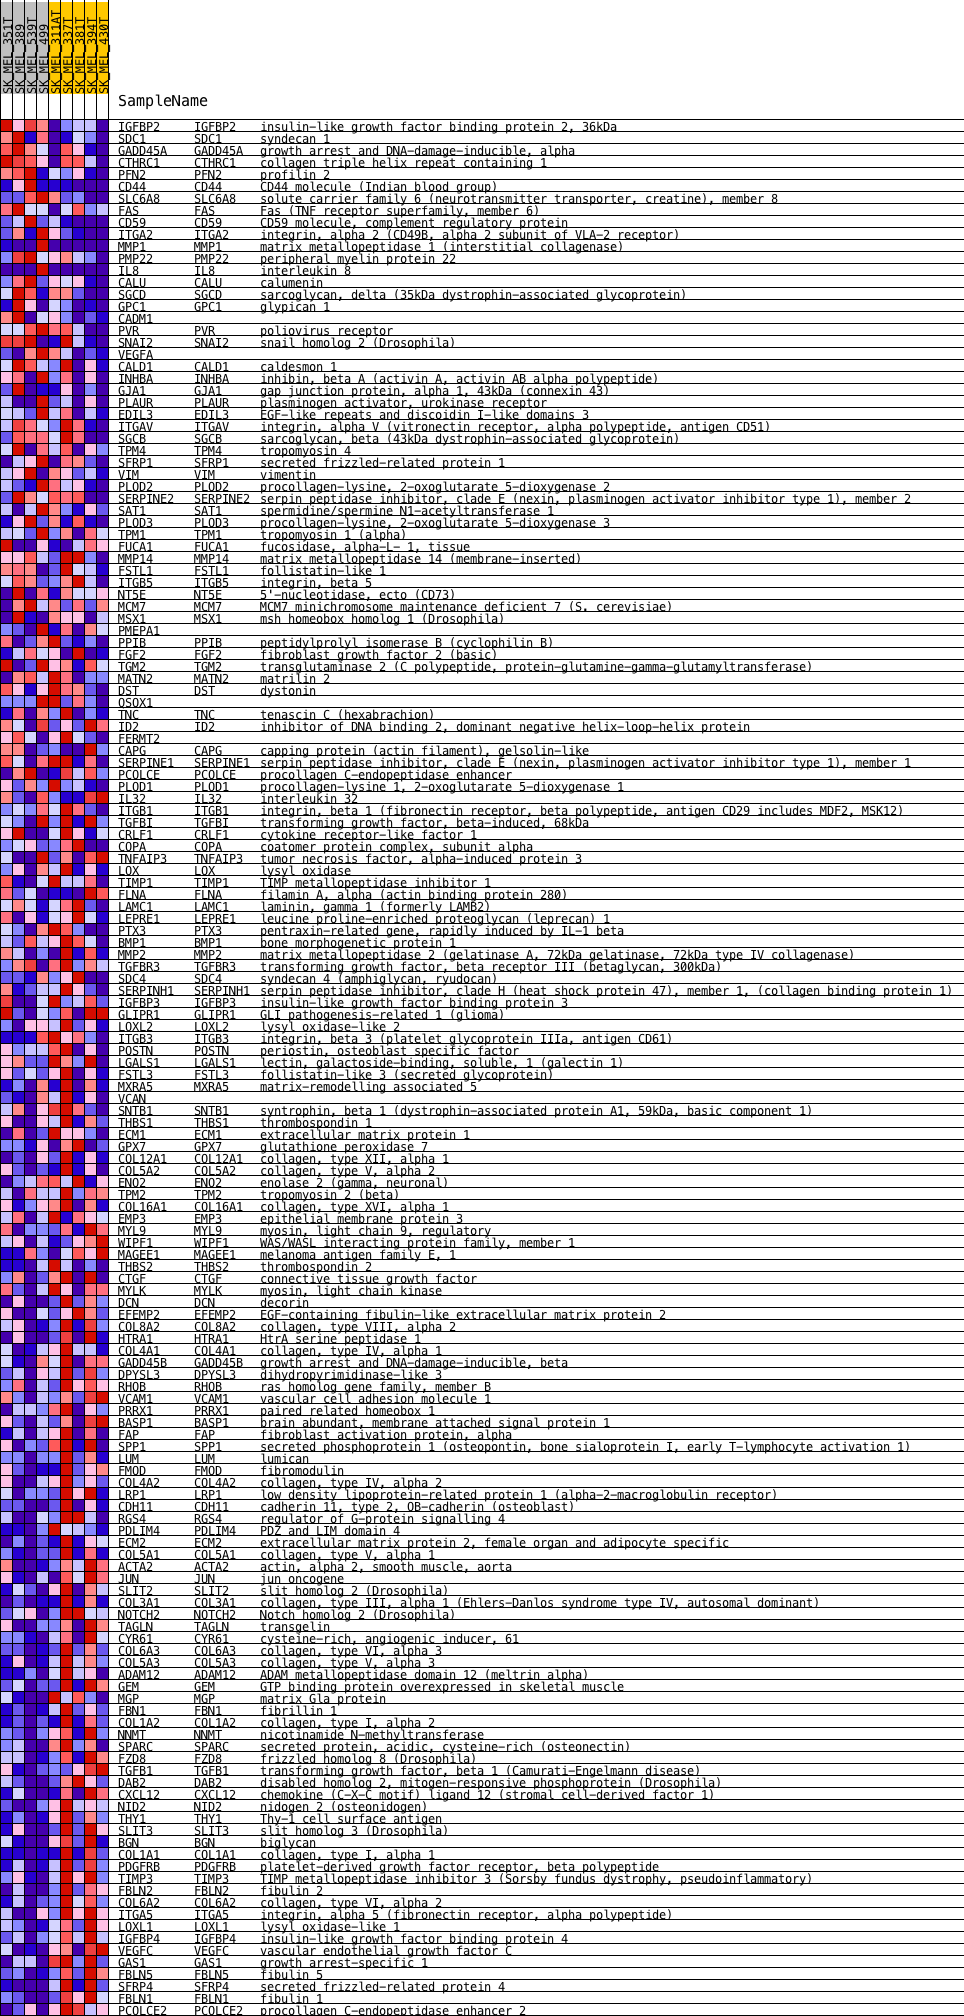 SK_MEL_351T
SK_MEL_389
SK_MEL_539T
SK_MEL_499
SK_MEL_311AT
SK_MEL_337T
SK_MEL_381T
SK_MEL_394T
SK_MEL_430T
SampleName
IGFBP2 IGFBP2 insulin-like growth factor binding protein 2, 36kDa
SDC1 SDC1 syndecan 1
GADD45A GADD45A growth arrest and DNA-damage-inducible, alpha
CTHRC1 CTHRC1 collagen triple helix repeat containing 1
PFN2 PFN2 profilin 2
CD44 CD44 CD44 molecule (Indian blood group)
SLC6A8 SLC6A8 solute carrier family 6 (neurotransmitter transporter, creatine), member 8
FAS FAS Fas (TNF receptor superfamily, member 6)
CD59 CD59 CD59 molecule, complement regulatory protein
ITGA2 ITGA2 integrin, alpha 2 (CD49B, alpha 2 subunit of VLA-2 receptor)
MMP1 MMP1 matrix metallopeptidase 1 (interstitial collagenase)
PMP22 PMP22 peripheral myelin protein 22
IL8 IL8 interleukin 8
CALU CALU calumenin
SGCD SGCD sarcoglycan, delta (35kDa dystrophin-associated glycoprotein)
GPC1 GPC1 glypican 1
CADM1
PVR PVR poliovirus receptor
SNAI2 SNAI2 snail homolog 2 (Drosophila)
VEGFA
CALD1 CALD1 caldesmon 1
INHBA INHBA inhibin, beta A (activin A, activin AB alpha polypeptide)
GJA1 GJA1 gap junction protein, alpha 1, 43kDa (connexin 43)
PLAUR PLAUR plasminogen activator, urokinase receptor
EDIL3 EDIL3 EGF-like repeats and discoidin I-like domains 3
ITGAV ITGAV integrin, alpha V (vitronectin receptor, alpha polypeptide, antigen CD51)
SGCB SGCB sarcoglycan, beta (43kDa dystrophin-associated glycoprotein)
TPM4 TPM4 tropomyosin 4
SFRP1 SFRP1 secreted frizzled-related protein 1
VIM VIM vimentin
PLOD2 PLOD2 procollagen-lysine, 2-oxoglutarate 5-dioxygenase 2
SERPINE2 SERPINE2 serpin peptidase inhibitor, clade E (nexin, plasminogen activator inhibitor type 1), member 2
SAT1 SAT1 spermidine/spermine N1-acetyltransferase 1
PLOD3 PLOD3 procollagen-lysine, 2-oxoglutarate 5-dioxygenase 3
TPM1 TPM1 tropomyosin 1 (alpha)
FUCA1 FUCA1 fucosidase, alpha-L- 1, tissue
MMP14 MMP14 matrix metallopeptidase 14 (membrane-inserted)
FSTL1 FSTL1 follistatin-like 1
ITGB5 ITGB5 integrin, beta 5
NT5E NT5E 5'-nucleotidase, ecto (CD73)
MCM7 MCM7 MCM7 minichromosome maintenance deficient 7 (S. cerevisiae)
MSX1 MSX1 msh homeobox homolog 1 (Drosophila)
PMEPA1
PPIB PPIB peptidylprolyl isomerase B (cyclophilin B)
FGF2 FGF2 fibroblast growth factor 2 (basic)
TGM2 TGM2 transglutaminase 2 (C polypeptide, protein-glutamine-gamma-glutamyltransferase)
MATN2 MATN2 matrilin 2
DST DST dystonin
QSOX1
TNC TNC tenascin C (hexabrachion)
ID2 ID2 inhibitor of DNA binding 2, dominant negative helix-loop-helix protein
FERMT2
CAPG CAPG capping protein (actin filament), gelsolin-like
SERPINE1 SERPINE1 serpin peptidase inhibitor, clade E (nexin, plasminogen activator inhibitor type 1), member 1
PCOLCE PCOLCE procollagen C-endopeptidase enhancer
PLOD1 PLOD1 procollagen-lysine 1, 2-oxoglutarate 5-dioxygenase 1
IL32 IL32 interleukin 32
ITGB1 ITGB1 integrin, beta 1 (fibronectin receptor, beta polypeptide, antigen CD29 includes MDF2, MSK12)
TGFBI TGFBI transforming growth factor, beta-induced, 68kDa
CRLF1 CRLF1 cytokine receptor-like factor 1
COPA COPA coatomer protein complex, subunit alpha
TNFAIP3 TNFAIP3 tumor necrosis factor, alpha-induced protein 3
LOX LOX lysyl oxidase
TIMP1 TIMP1 TIMP metallopeptidase inhibitor 1
FLNA FLNA filamin A, alpha (actin binding protein 280)
LAMC1 LAMC1 laminin, gamma 1 (formerly LAMB2)
LEPRE1 LEPRE1 leucine proline-enriched proteoglycan (leprecan) 1
PTX3 PTX3 pentraxin-related gene, rapidly induced by IL-1 beta
BMP1 BMP1 bone morphogenetic protein 1
MMP2 MMP2 matrix metallopeptidase 2 (gelatinase A, 72kDa gelatinase, 72kDa type IV collagenase)
TGFBR3 TGFBR3 transforming growth factor, beta receptor III (betaglycan, 300kDa)
SDC4 SDC4 syndecan 4 (amphiglycan, ryudocan)
SERPINH1 SERPINH1 serpin peptidase inhibitor, clade H (heat shock protein 47), member 1, (collagen binding protein 1)
IGFBP3 IGFBP3 insulin-like growth factor binding protein 3
GLIPR1 GLIPR1 GLI pathogenesis-related 1 (glioma)
LOXL2 LOXL2 lysyl oxidase-like 2
ITGB3 ITGB3 integrin, beta 3 (platelet glycoprotein IIIa, antigen CD61)
POSTN POSTN periostin, osteoblast specific factor
LGALS1 LGALS1 lectin, galactoside-binding, soluble, 1 (galectin 1)
FSTL3 FSTL3 follistatin-like 3 (secreted glycoprotein)
MXRA5 MXRA5 matrix-remodelling associated 5
VCAN
SNTB1 SNTB1 syntrophin, beta 1 (dystrophin-associated protein A1, 59kDa, basic component 1)
THBS1 THBS1 thrombospondin 1
ECM1 ECM1 extracellular matrix protein 1
GPX7 GPX7 glutathione peroxidase 7
COL12A1 COL12A1 collagen, type XII, alpha 1
COL5A2 COL5A2 collagen, type V, alpha 2
ENO2 ENO2 enolase 2 (gamma, neuronal)
TPM2 TPM2 tropomyosin 2 (beta)
COL16A1 COL16A1 collagen, type XVI, alpha 1
EMP3 EMP3 epithelial membrane protein 3
MYL9 MYL9 myosin, light chain 9, regulatory
WIPF1 WIPF1 WAS/WASL interacting protein family, member 1
MAGEE1 MAGEE1 melanoma antigen family E, 1
THBS2 THBS2 thrombospondin 2
CTGF CTGF connective tissue growth factor
MYLK MYLK myosin, light chain kinase
DCN DCN decorin
EFEMP2 EFEMP2 EGF-containing fibulin-like extracellular matrix protein 2
COL8A2 COL8A2 collagen, type VIII, alpha 2
HTRA1 HTRA1 HtrA serine peptidase 1
COL4A1 COL4A1 collagen, type IV, alpha 1
GADD45B GADD45B growth arrest and DNA-damage-inducible, beta
DPYSL3 DPYSL3 dihydropyrimidinase-like 3
RHOB RHOB ras homolog gene family, member B
VCAM1 VCAM1 vascular cell adhesion molecule 1
PRRX1 PRRX1 paired related homeobox 1
BASP1 BASP1 brain abundant, membrane attached signal protein 1
FAP FAP fibroblast activation protein, alpha
SPP1 SPP1 secreted phosphoprotein 1 (osteopontin, bone sialoprotein I, early T-lymphocyte activation 1)
LUM LUM lumican
FMOD FMOD fibromodulin
COL4A2 COL4A2 collagen, type IV, alpha 2
LRP1 LRP1 low density lipoprotein-related protein 1 (alpha-2-macroglobulin receptor)
CDH11 CDH11 cadherin 11, type 2, OB-cadherin (osteoblast)
RGS4 RGS4 regulator of G-protein signalling 4
PDLIM4 PDLIM4 PDZ and LIM domain 4
ECM2 ECM2 extracellular matrix protein 2, female organ and adipocyte specific
COL5A1 COL5A1 collagen, type V, alpha 1
ACTA2 ACTA2 actin, alpha 2, smooth muscle, aorta
JUN JUN jun oncogene
SLIT2 SLIT2 slit homolog 2 (Drosophila)
COL3A1 COL3A1 collagen, type III, alpha 1 (Ehlers-Danlos syndrome type IV, autosomal dominant)
NOTCH2 NOTCH2 Notch homolog 2 (Drosophila)
TAGLN TAGLN transgelin
CYR61 CYR61 cysteine-rich, angiogenic inducer, 61
COL6A3 COL6A3 collagen, type VI, alpha 3
COL5A3 COL5A3 collagen, type V, alpha 3
ADAM12 ADAM12 ADAM metallopeptidase domain 12 (meltrin alpha)
GEM GEM GTP binding protein overexpressed in skeletal muscle
MGP MGP matrix Gla protein
FBN1 FBN1 fibrillin 1
COL1A2 COL1A2 collagen, type I, alpha 2
NNMT NNMT nicotinamide N-methyltransferase
SPARC SPARC secreted protein, acidic, cysteine-rich (osteonectin)
FZD8 FZD8 frizzled homolog 8 (Drosophila)
TGFB1 TGFB1 transforming growth factor, beta 1 (Camurati-Engelmann disease)
DAB2 DAB2 disabled homolog 2, mitogen-responsive phosphoprotein (Drosophila)
CXCL12 CXCL12 chemokine (C-X-C motif) ligand 12 (stromal cell-derived factor 1)
NID2 NID2 nidogen 2 (osteonidogen)
THY1 THY1 Thy-1 cell surface antigen
SLIT3 SLIT3 slit homolog 3 (Drosophila)
BGN BGN biglycan
COL1A1 COL1A1 collagen, type I, alpha 1
PDGFRB PDGFRB platelet-derived growth factor receptor, beta polypeptide
TIMP3 TIMP3 TIMP metallopeptidase inhibitor 3 (Sorsby fundus dystrophy, pseudoinflammatory)
FBLN2 FBLN2 fibulin 2
COL6A2 COL6A2 collagen, type VI, alpha 2
ITGA5 ITGA5 integrin, alpha 5 (fibronectin receptor, alpha polypeptide)
LOXL1 LOXL1 lysyl oxidase-like 1
IGFBP4 IGFBP4 insulin-like growth factor binding protein 4
VEGFC VEGFC vascular endothelial growth factor C
GAS1 GAS1 growth arrest-specific 1
FBLN5 FBLN5 fibulin 5
SFRP4 SFRP4 secreted frizzled-related protein 4
FBLN1 FBLN1 fibulin 1
PCOLCE2 PCOLCE2 procollagen C-endopeptidase enhancer 2